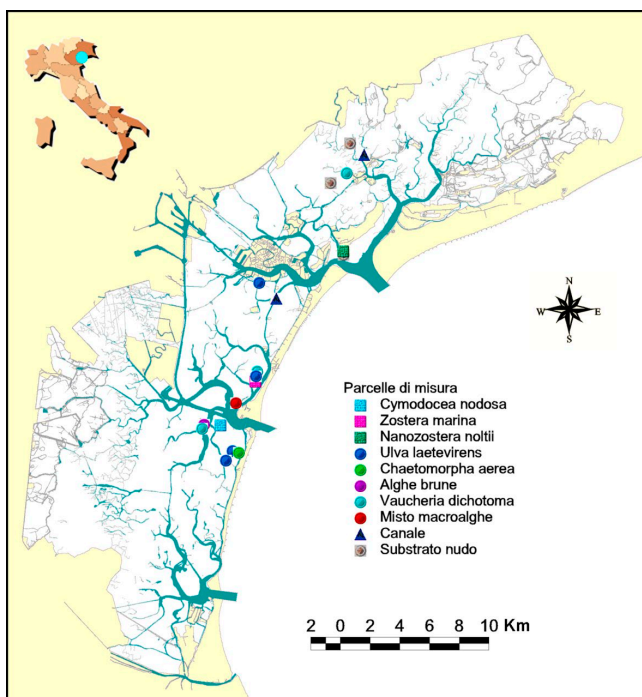 N
W E
S
Parcelle di misura
Cymodocea nodosa
Zostera marina
Nanozostera noltii
Ulva laetevirens
Chaetomorpha aerea
Alghe brune
Vaucheria dichotoma
Misto macroalghe
Canale
Substrato nudo
2 0 2 4 6 8 10 Km